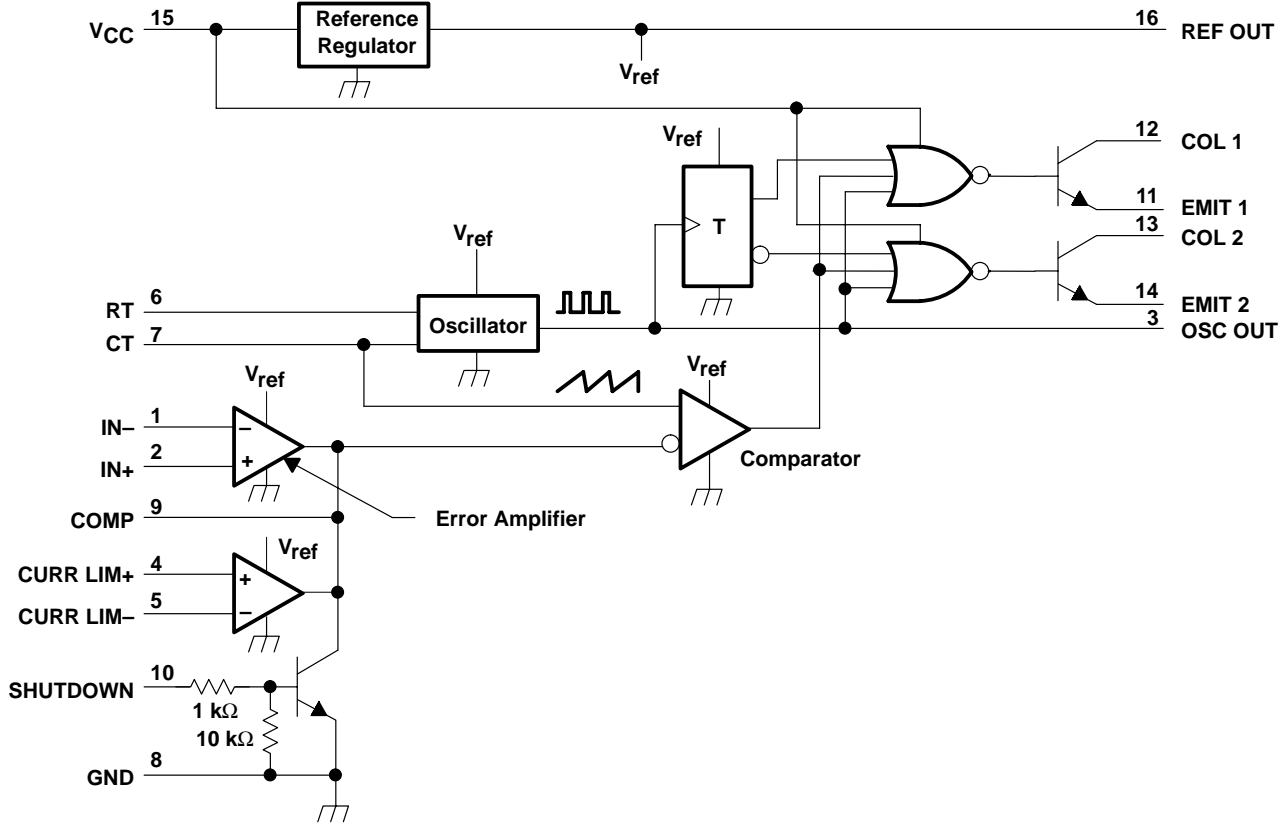 VCC 15
Reference
Regulator
16 REF OUT
Vref
Vref
12 COL 1
11 EMIT 1
T
13 COL 2
Vref
14 EMIT 2
RT 6
Oscillator
3 OSC OUT
CT 7
Vref
Vref
IN– 1
–
IN+ 2
+
Comparator
COMP 9
Error Amplifier
Vref
CURR LIM+ 4
+
CURR LIM– 5
–
SHUTDOWN 10
1 kΩ
10 kΩ
GND 8